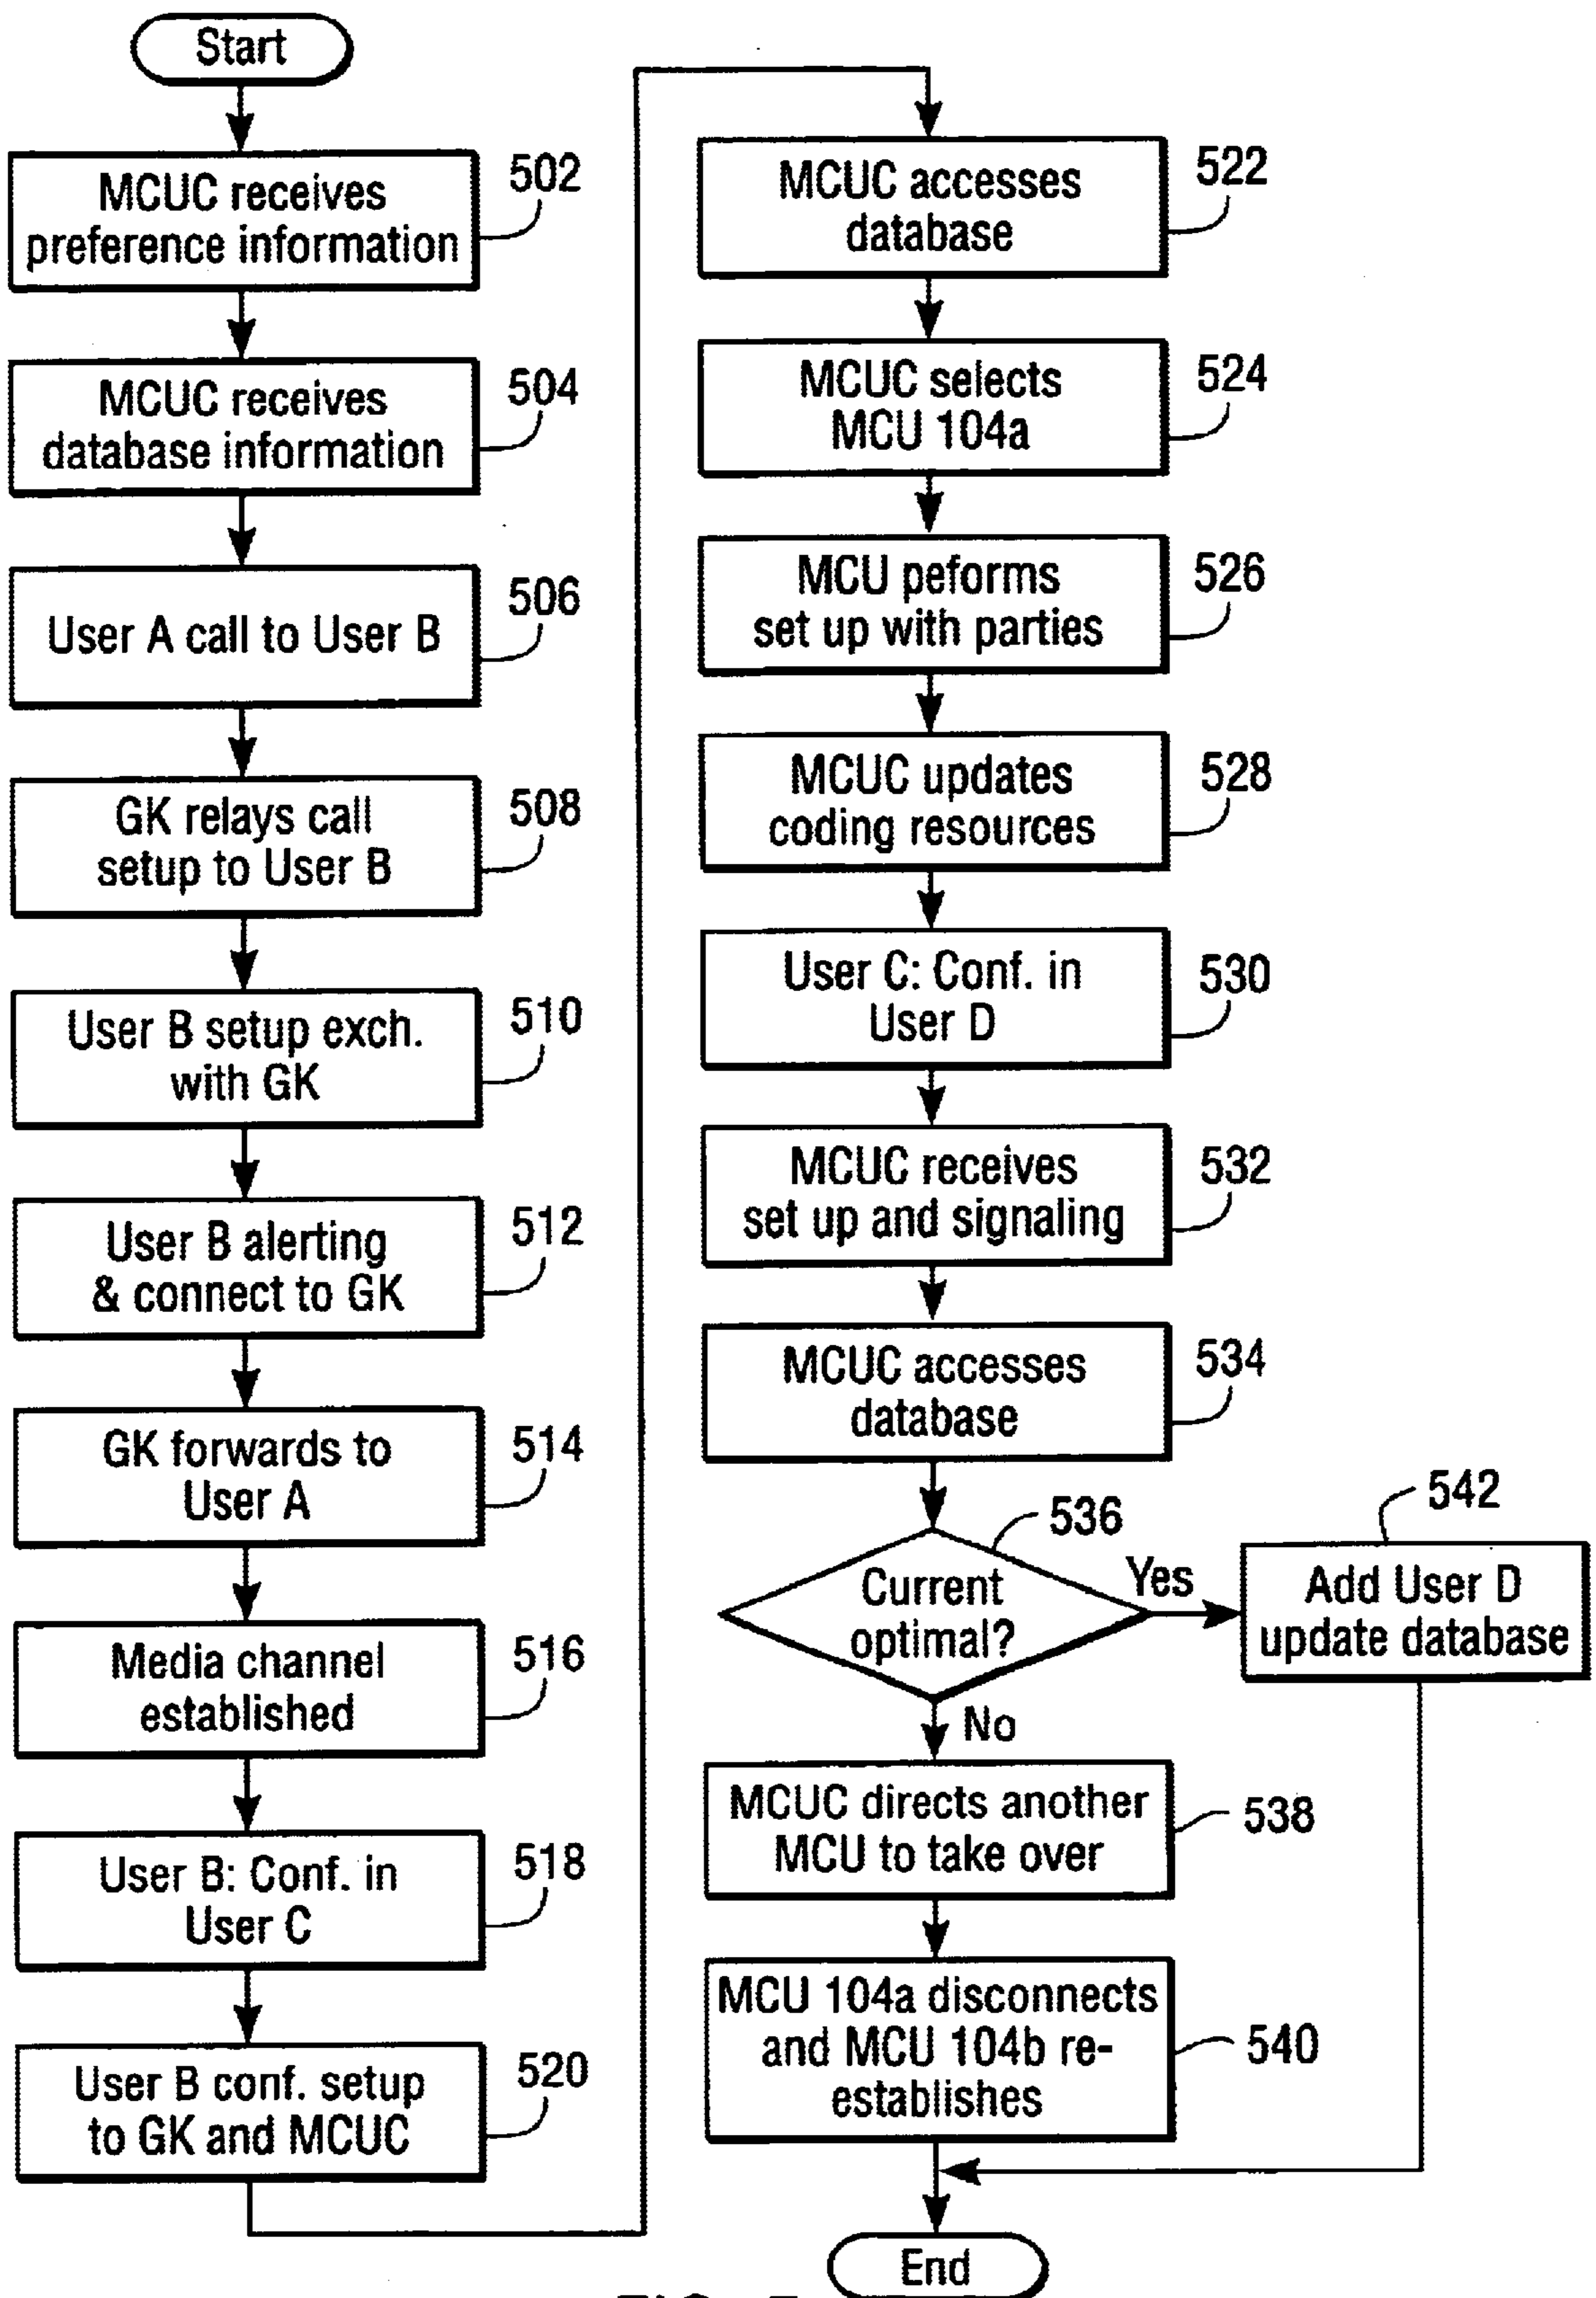 Start
MCUC receives
preference information
502
MCUC receives
database information
504
User A call to User B
506
GK relays call
setup to User B
508
User B setup exch.
with GK
510
User B alerting
& connect to GK
512
GK forwards to
User A
514
Media channel
established
516
User B: Conf. in
User C
518
User B conf. setup
to GK and MCUC
520
MCUC accesses
database
522
MCUC selects
MCU 104a
524
MCU peforms
set up with parties
526
MCUC updates
coding resources
528
User C: Conf. in
User D
530
MCUC receives
set up and signaling
532
MCUC accesses
database
534
Current
optimal?
536
Yes
Add User D
update database
542
No
MCUC directs another
MCU to take over
538
MCU 104a disconnects
and MCU 104b re-
establishes
540
End